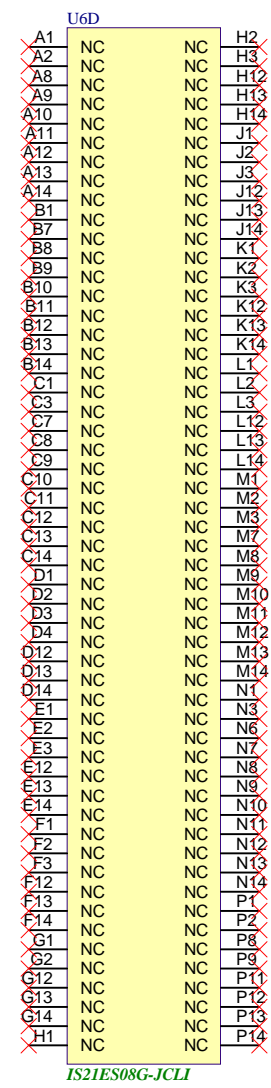 U6D
A1 NC NC H2
A2 NC NC H3
A8 NC NC H12
A9 NC NC H13
A10 NC NC H14
A11 NC NC J1
A12 NC NC J2
A13 NC NC J3
A14 NC NC J12
B1 NC NC J13
B7 NC NC J14
B8 NC NC K1
B9 NC NC K2
B10 NC NC K3
B11 NC NC K12
B12 NC NC K13
B13 NC NC K14
B14 NC NC L1
C1 NC NC L2
C3 NC NC L3
C7 NC NC L12
C8 NC NC L13
C9 NC NC L14
C10 NC NC M1
C11 NC NC M2
C12 NC NC M3
C13 NC NC M7
C14 NC NC M8
D1 NC NC M9
D2 NC NC M10
D3 NC NC M11
D4 NC NC M12
D12 NC NC M13
D13 NC NC M14
D14 NC NC N1
E1 NC NC N3
E2 NC NC N6
E3 NC NC N7
E12 NC NC N8
E13 NC NC N9
E14 NC NC N10
F1 NC NC N11
F2 NC NC N12
F3 NC NC N13
F12 NC NC N14
F13 NC NC P1
F14 NC NC P2
G1 NC NC P8
G2 NC NC P9
G12 NC NC P11
G13 NC NC P12
G14 NC NC P13
H1 NC NC P14
IS21ES08G-JCLI